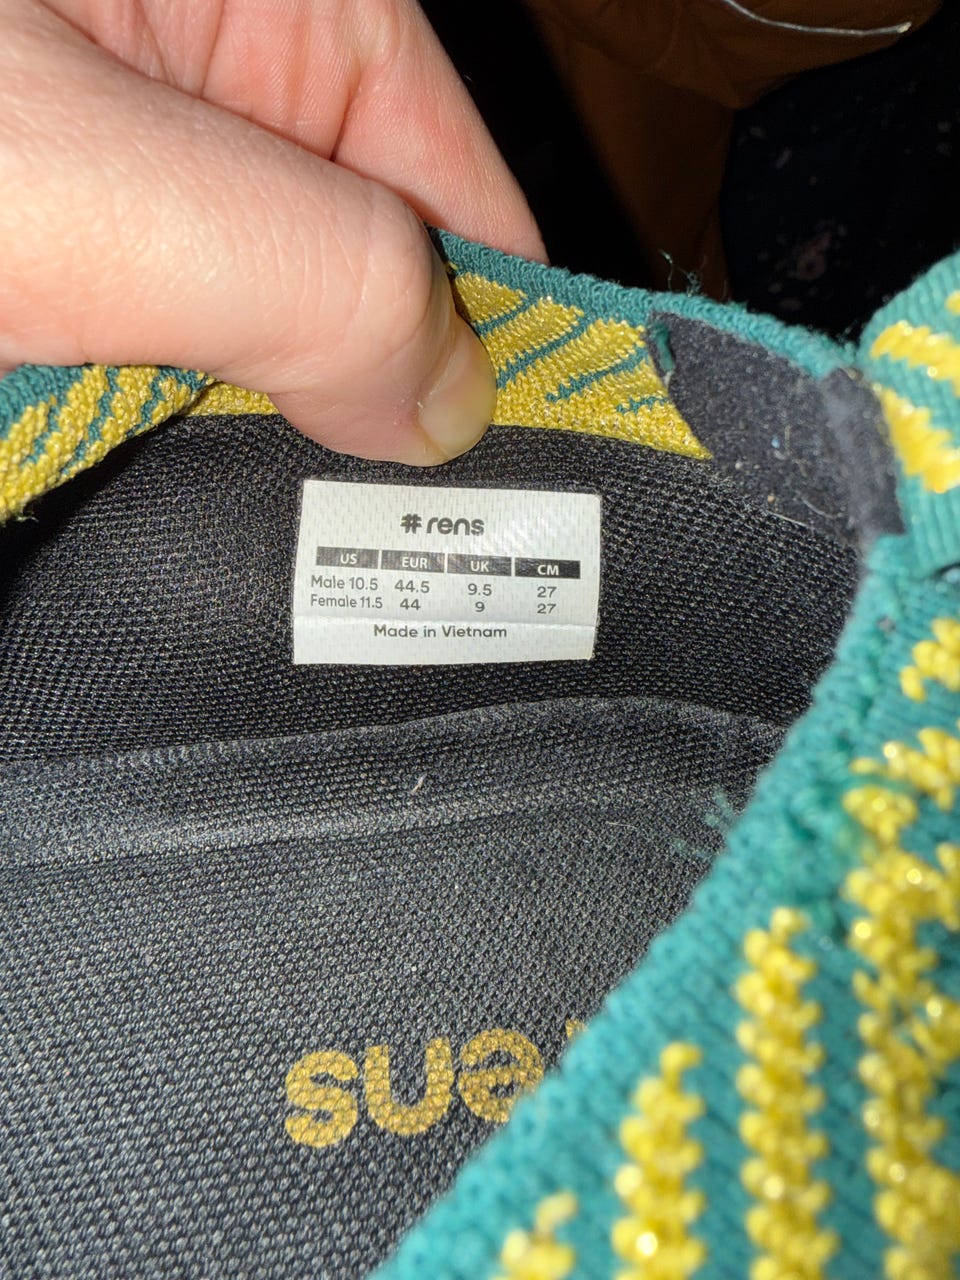 # rens
US EUR UK CM
Male 10.5 44.5 9.5 27
Female 11.5 44 9 27
Made in Vietnam
rens